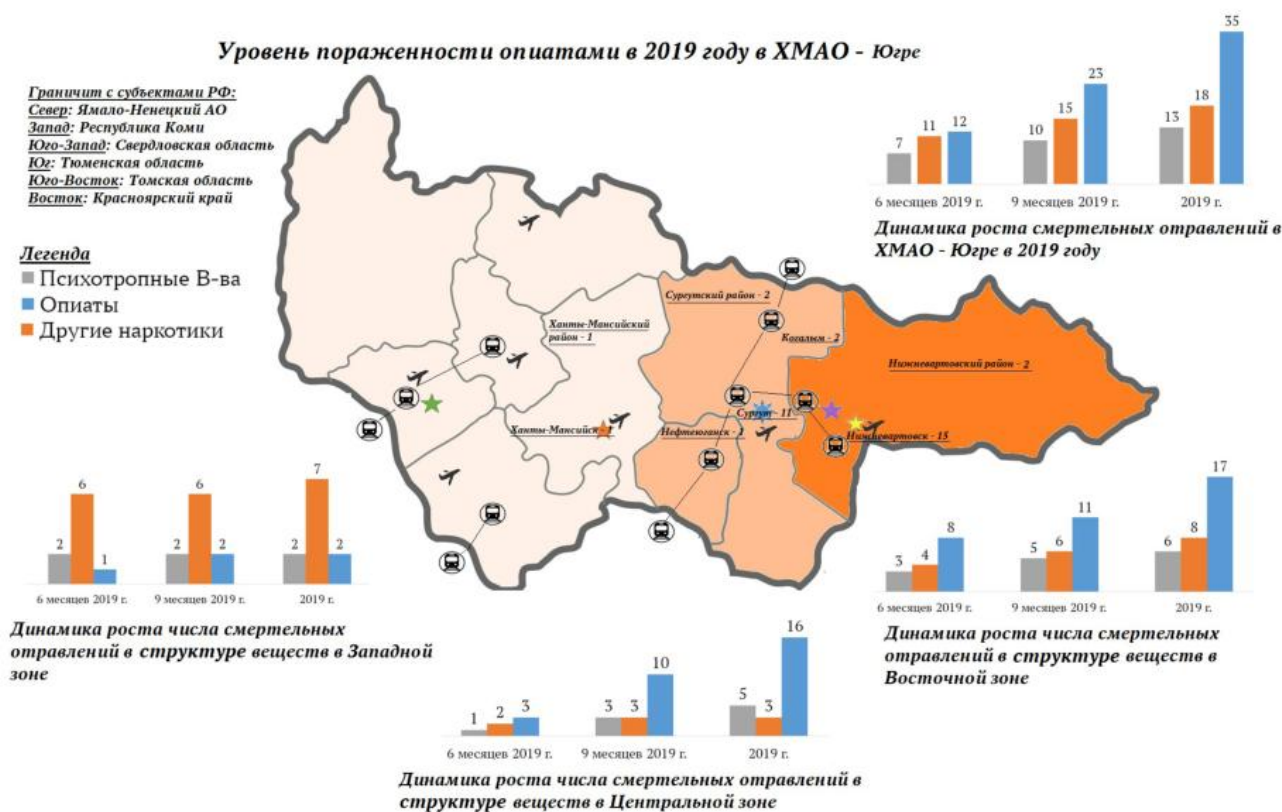 Уровень пораженности опиатами в 2019 году в ХМАО - Югре
Граничит с субъектами РФ:
Север: Ямало-Ненецкий АО
Запад: Республика Коми
Юго-Запад: Свердловская область
Юг: Тюменская область
Юго-Восток: Томская область
Восток: Красноярский край
Легенда
Психотропные В-ва
Опиаты
Другие наркотики
7 11 12
10 15 23
13 18 35
6 месяцев 2019 г. 9 месяцев 2019 г. 2019 г.
Динамика роста смертельных отравлений в
ХМАО - Югре в 2019 году
Сургутский район - 2
Ханты-Мансийский
район - 1
Когалым - 2
Нижневартовский район - 2
Сургут - 11
Ханты-Мансийск - 1
Нефтеюганск - 1
Нижневартовск - 15
2 6 1
2 6 2
2 7 2
6 месяцев 2019 г. 9 месяцев 2019 г. 2019 г.
Динамика роста числа смертельных
отравлений в структуре веществ в Западной
зоне
3 4 8
5 6 11
6 8 17
6 месяцев 2019 г. 9 месяцев 2019 г. 2019 г.
Динамика роста числа смертельных
отравлений в структуре веществ в
Восточной зоне
1 2 3
3 3 10
5 3 16
6 месяцев 2019 г. 9 месяцев 2019 г. 2019 г.
Динамика роста числа смертельных отравлений в
структуре веществ в Центральной зоне